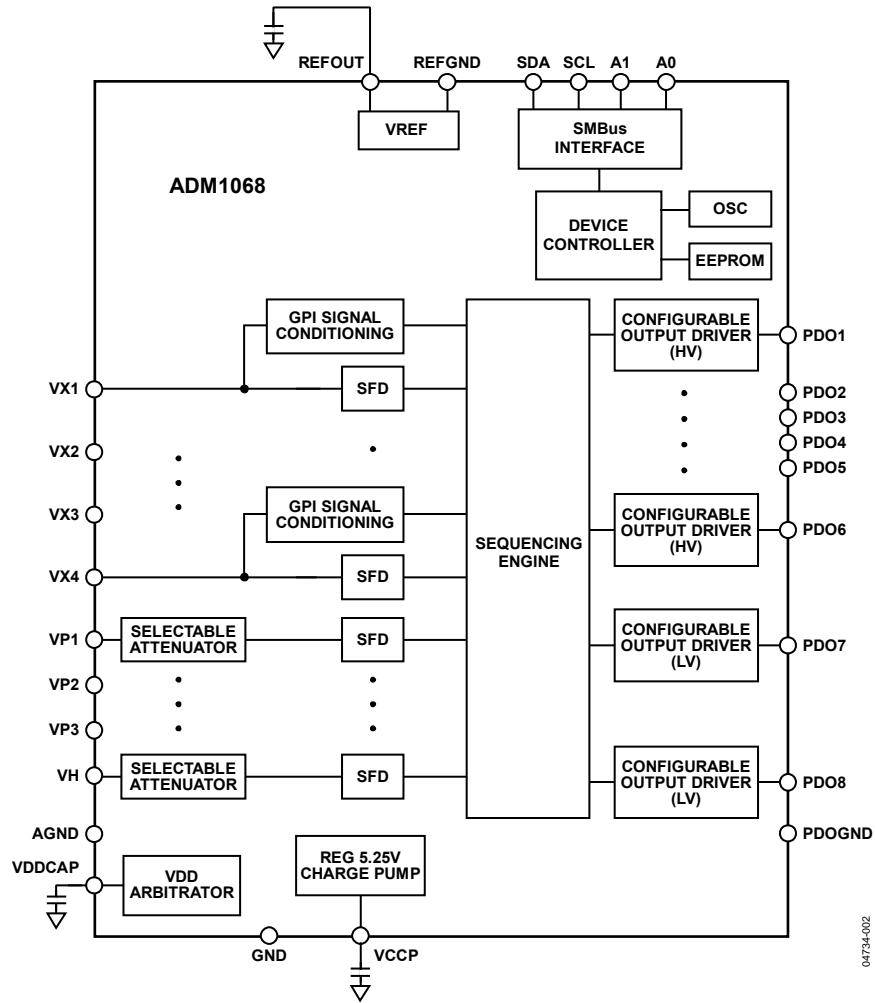 REFOUT
REFGND
SDA
SCL
A1
A0
VREF
SMBus
INTERFACE
ADM1068
DEVICE
CONTROLLER
OSC
EEPROM
GPI SIGNAL
CONDITIONING
CONFIGURABLE
OUTPUT DRIVER
(HV)
PDO1
VX1
SFD
PDO2
PDO3
PDO4
PDO5
VX2
VX3
GPI SIGNAL
CONDITIONING
SEQUENCING
ENGINE
CONFIGURABLE
OUTPUT DRIVER
(HV)
PDO6
VX4
SFD
VP1
SELECTABLE
ATTENUATOR
SFD
CONFIGURABLE
OUTPUT DRIVER
(LV)
PDO7
VP2
VP3
VH
SELECTABLE
ATTENUATOR
SFD
CONFIGURABLE
OUTPUT DRIVER
(LV)
PDO8
AGND
PDOGND
VDDCAP
VDD
ARBITRATOR
REG 5.25V
CHARGE PUMP
GND
VCCP
04734-002